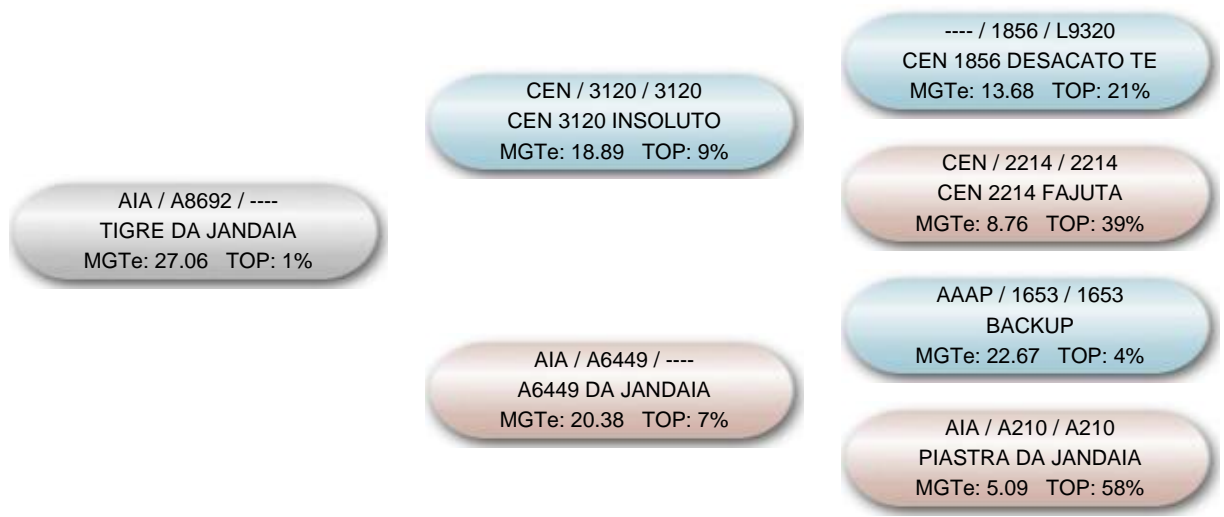 AIA / A8692 / ----
TIGRE DA JANDAIA
MGTe: 27.06 TOP: 1%
CEN / 3120 / 3120
CEN 3120 INSOLUTO
MGTe: 18.89 TOP: 9%
AIA / A6449 / ----
A6449 DA JANDAIA
MGTe: 20.38 TOP: 7%
---- / 1856 / L9320
CEN 1856 DESACATO TE
MGTe: 13.68 TOP: 21%
CEN / 2214 / 2214
CEN 2214 FAJUTA
MGTe: 8.76 TOP: 39%
AAAP / 1653 / 1653
BACKUP
MGTe: 22.67 TOP: 4%
AIA / A210 / A210
PIASTRA DA JANDAIA
MGTe: 5.09 TOP: 58%